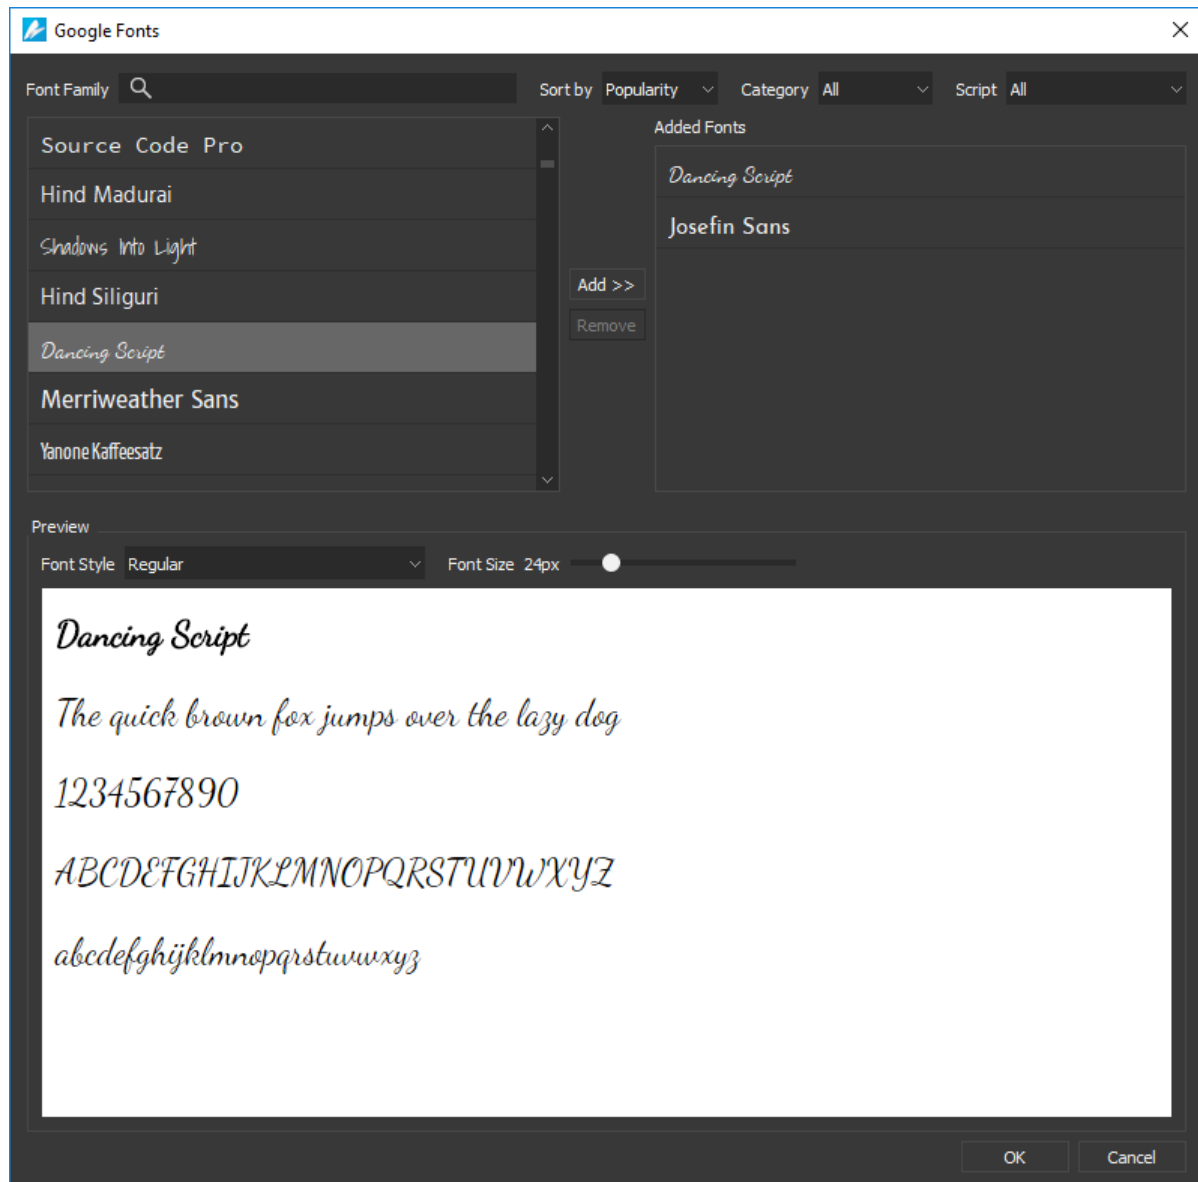 Google Fonts
Font Family Sort by Popularity Category All Script All
Added Fonts
Source Code Pro
Hind Madurai
Shadows Into Light
Hind Siliguri
Dancing Script
Merriweather Sans
Yanone Kaffeesatz
Add >>
Remove
Dancing Script
Josefin Sans
Preview
Font Style Regular Font Size 24px
Dancing Script
The quick brown fox jumps over the lazy dog
1234567890
ABCDEFGHIJKLMNOPQRSTUVWXYZ
abcdefghijklmnopqrstuvwxyz
OK Cancel